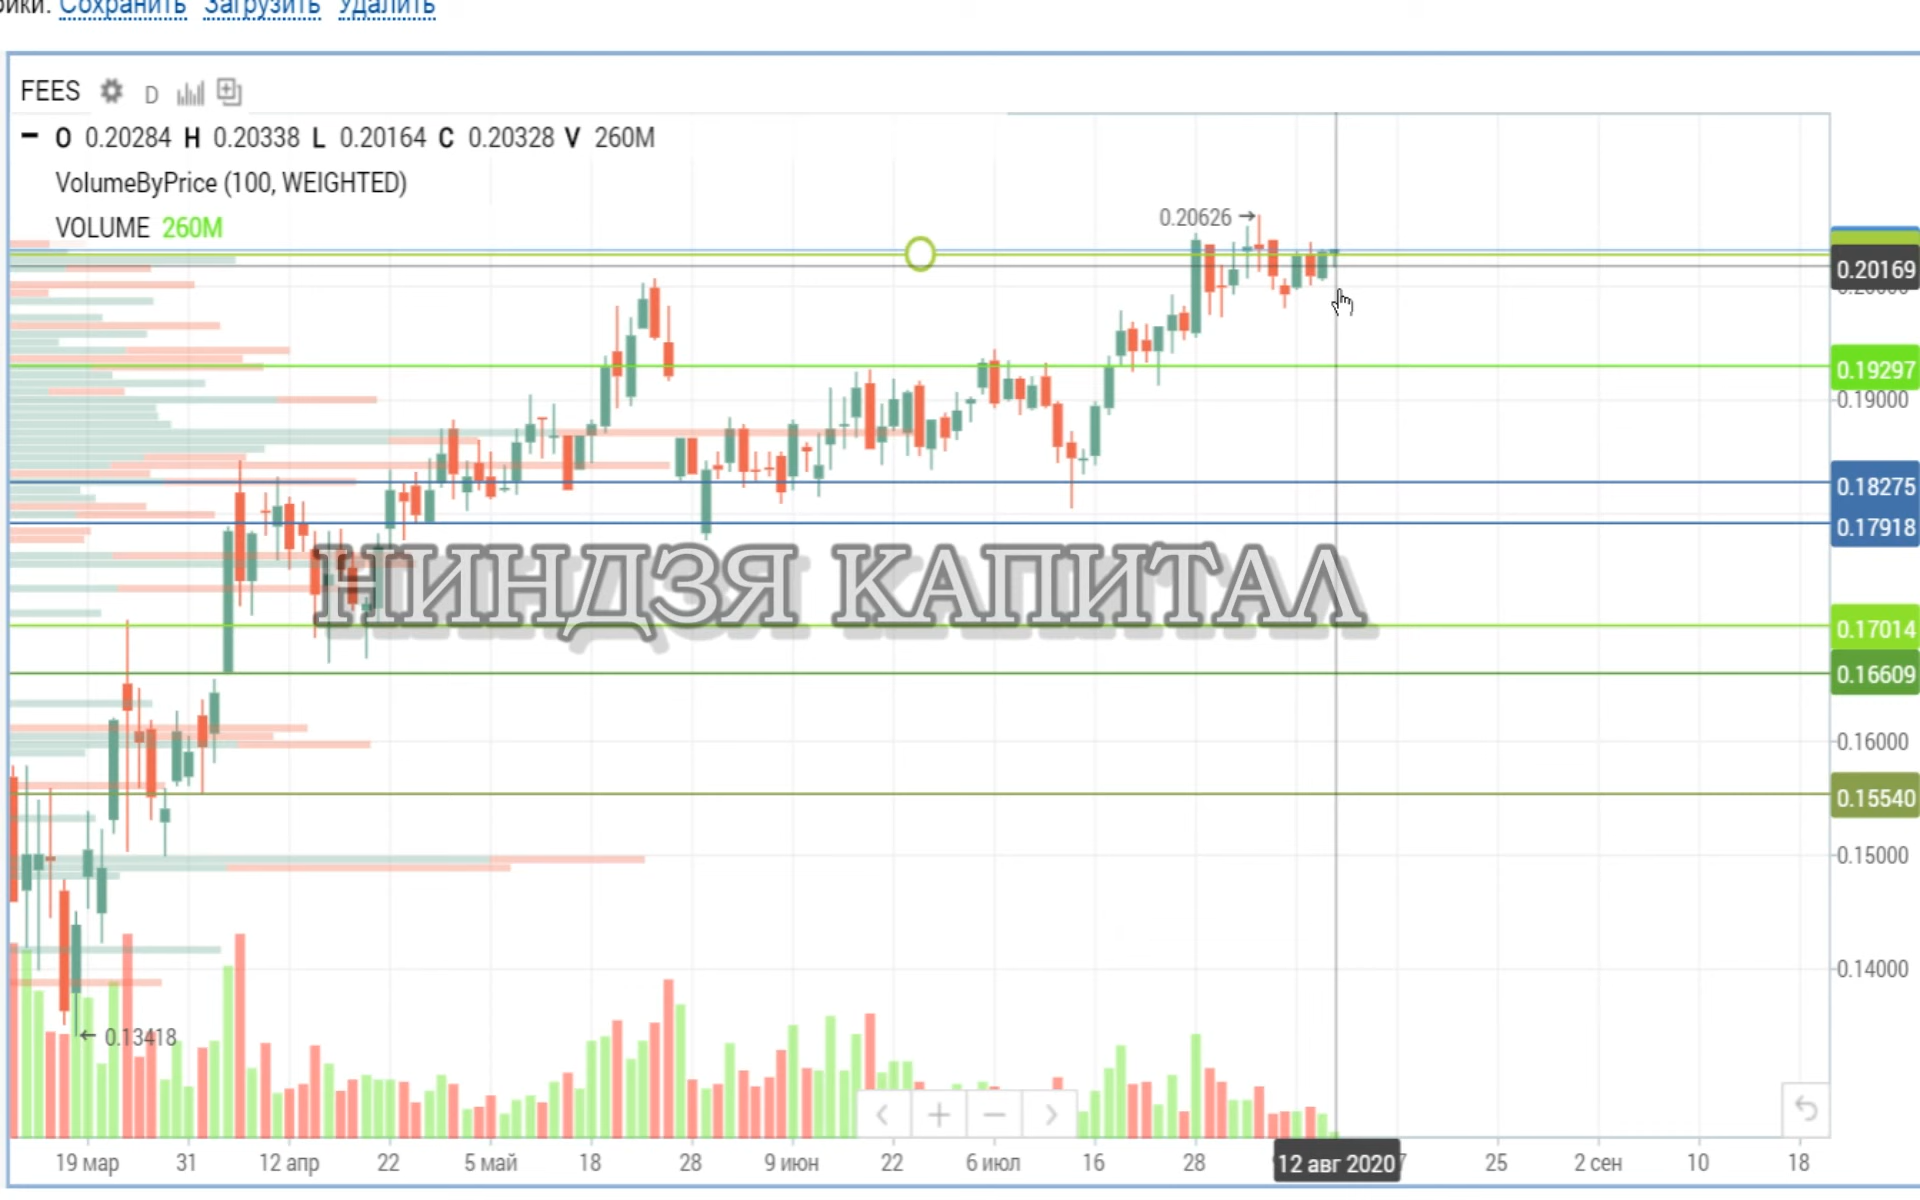 рики: Сохранить Загрузить Удалить
FEES D
O 0.20284 H 0.20338 L 0.20164 C 0.20328 V 260M
VolumeByPrice (100, WEIGHTED)
VOLUME 260M
0.20626
0.20169
0.19297
0.19000
0.18275
0.17918
НИНДЗЯ КАПИТАЛ
0.17014
0.16609
0.16000
0.15540
0.15000
0.14000
0.13418
19 мар 31 12 апр 22 5 май 18 28 9 июн 22 6 июл 16 28 12 авг 2020 25 2 сен 10 18